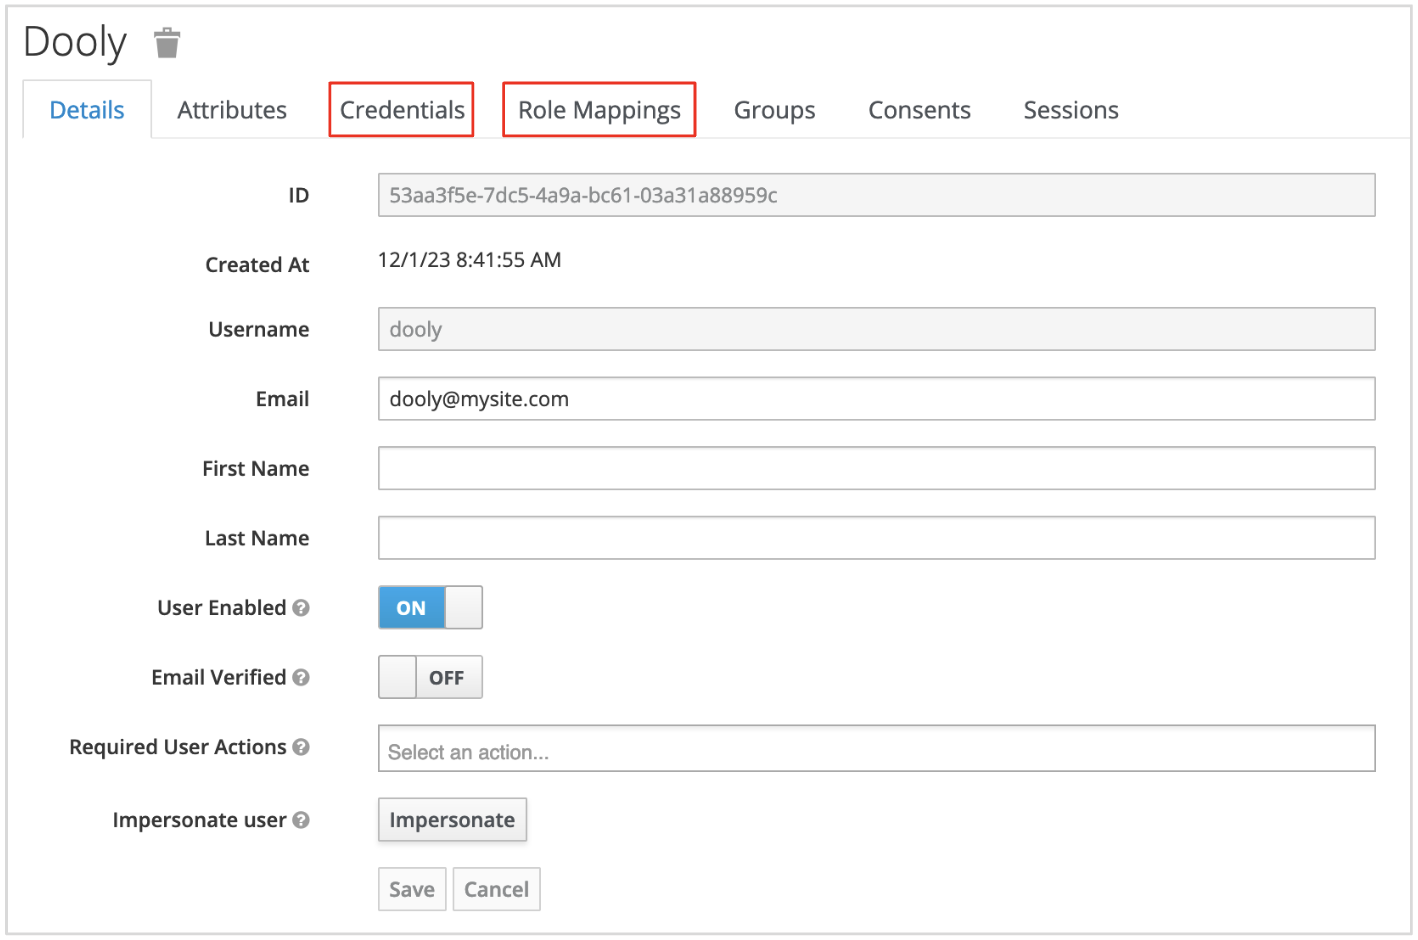 Dooly
Details Attributes Credentials Role Mappings Groups Consents Sessions
ID 53aa3f5e-7dc5-4a9a-bc61-03a31a88959c
Created At 12/1/23 8:41:55 AM
Username dooly
Email dooly@mysite.com
First Name
Last Name
User Enabled ? ON
Email Verified ? OFF
Required User Actions ? Select an action...
Impersonate user ? Impersonate
Save Cancel